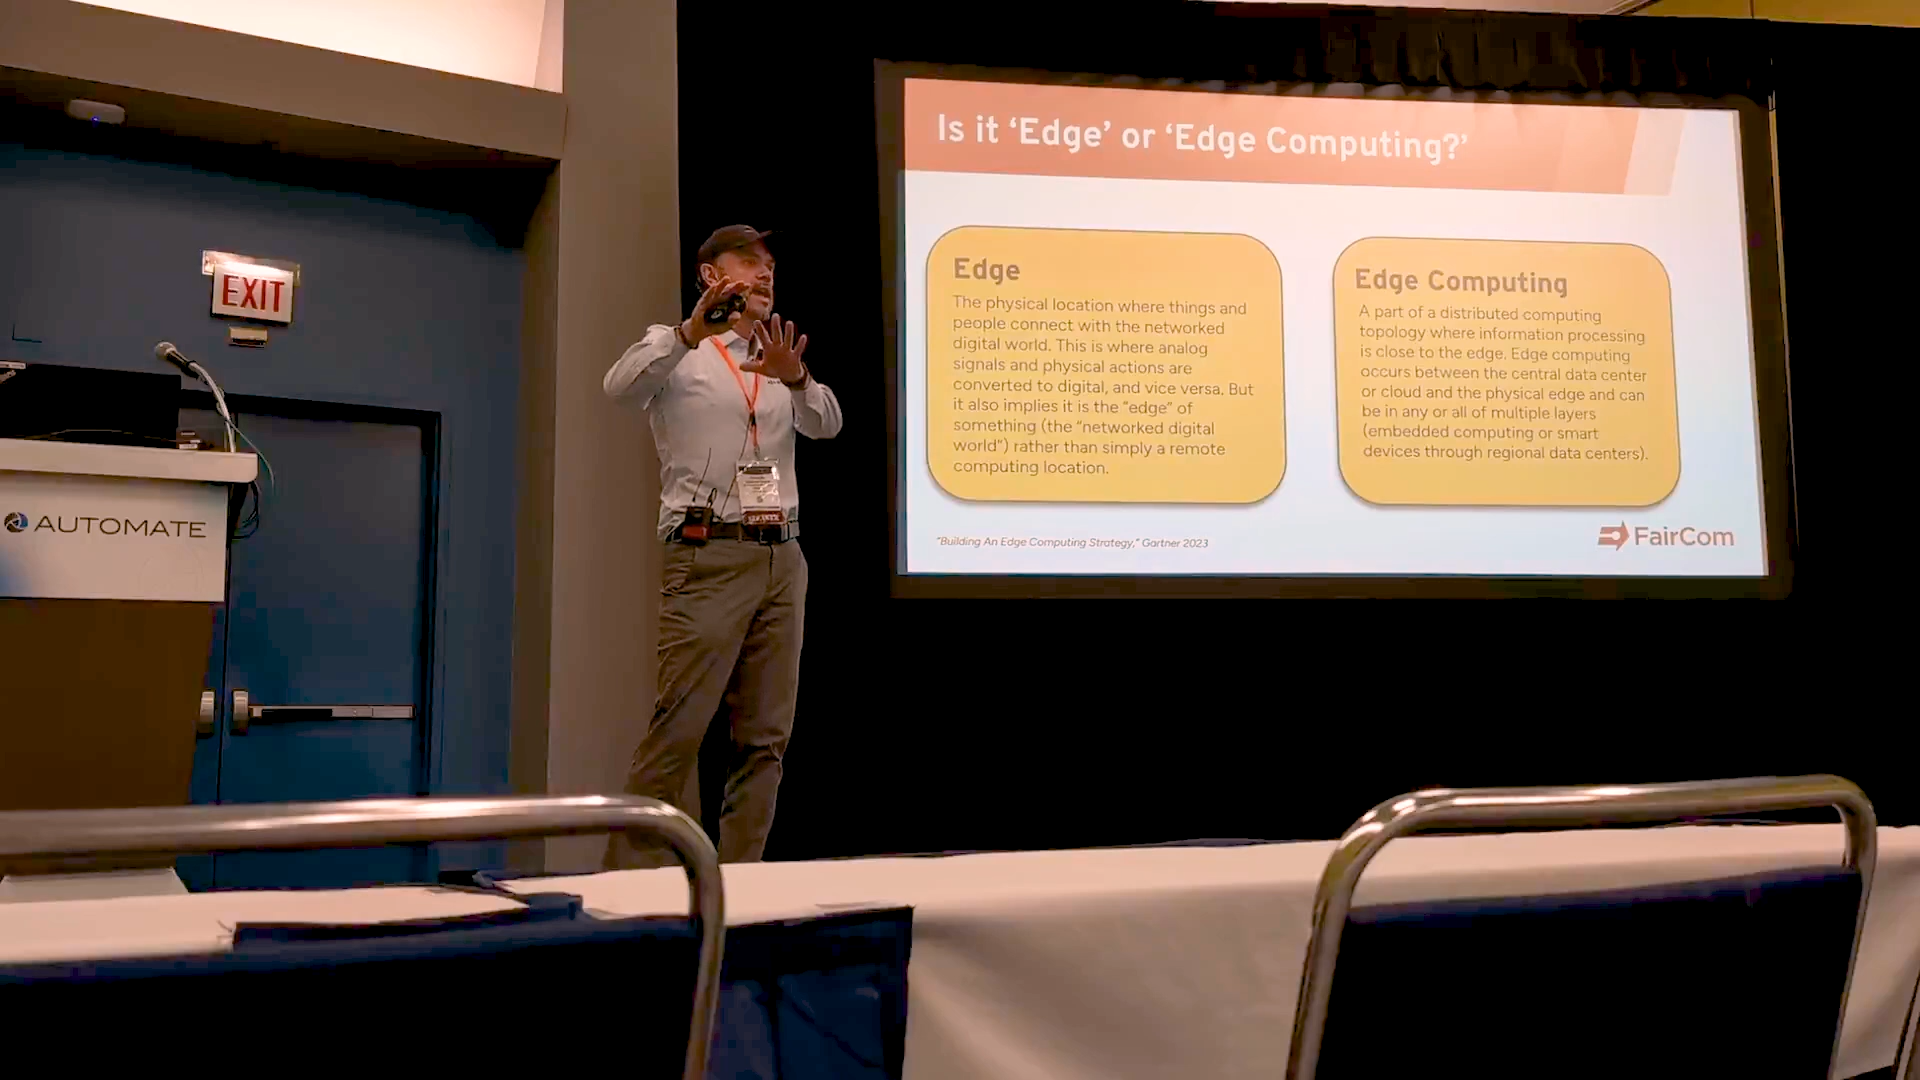 Is it ‘Edge’ or ‘Edge Computing?’
Edge
The physical location where things and
people connect with the networked
digital world. This is where analog
signals and physical actions are
converted to digital, and vice versa. But
it also implies it is the “edge” of
something (the “networked digital
world”) rather than simply a remote
computing location.
Edge Computing
A part of a distributed computing
topology where information processing
is close to the edge. Edge computing
occurs between the central data center
or cloud and the physical edge and can
be in any or all of multiple layers
(embedded computing or smart
devices through regional data centers).
“Building An Edge Computing Strategy,” Gartner 2023
FairCom
EXIT
AUTOMATE